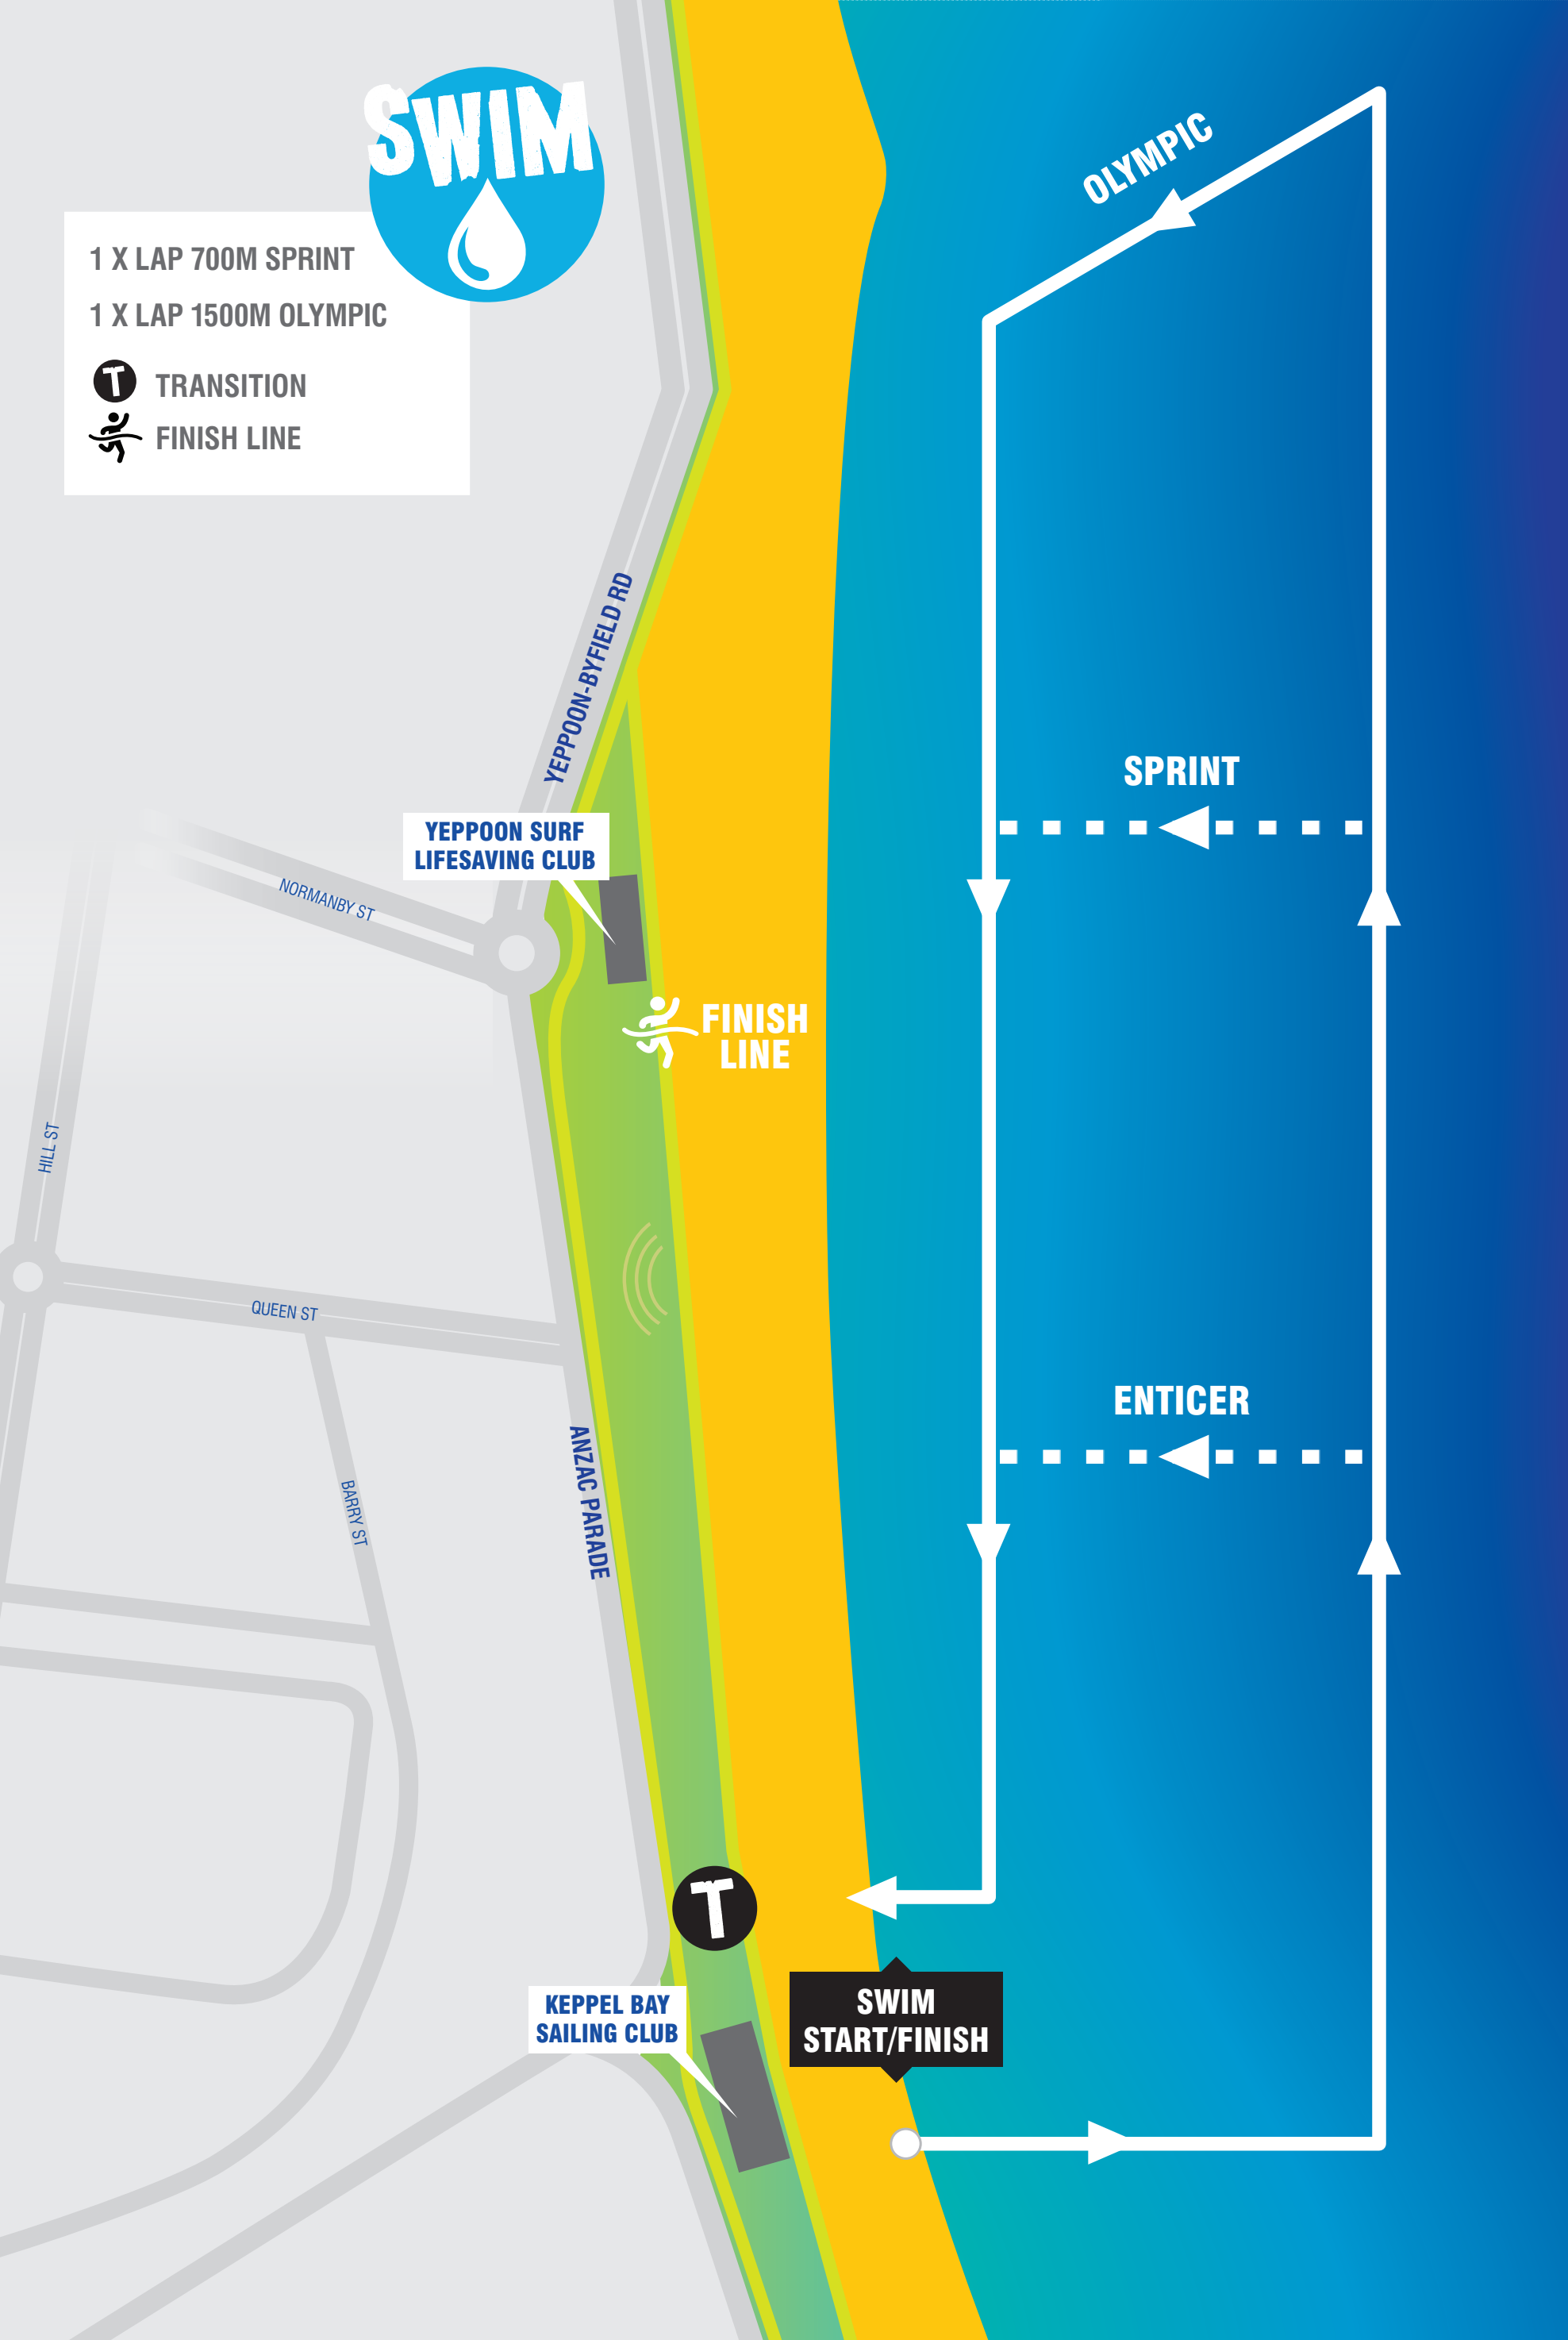 SWIM
1 X LAP 700M SPRINT
1 X LAP 1500M OLYMPIC
T TRANSITION
FINISH LINE
OLYMPIC
YEPPOON-BYFIELD RD
SPRINT
YEPPOON SURF
LIFESAVING CLUB
NORMANBY ST
FINISH
LINE
HILL ST
QUEEN ST
ENTICER
ANZAC PARADE
BARRY ST
T
KEPPEL BAY
SAILING CLUB
SWIM
START/FINISH